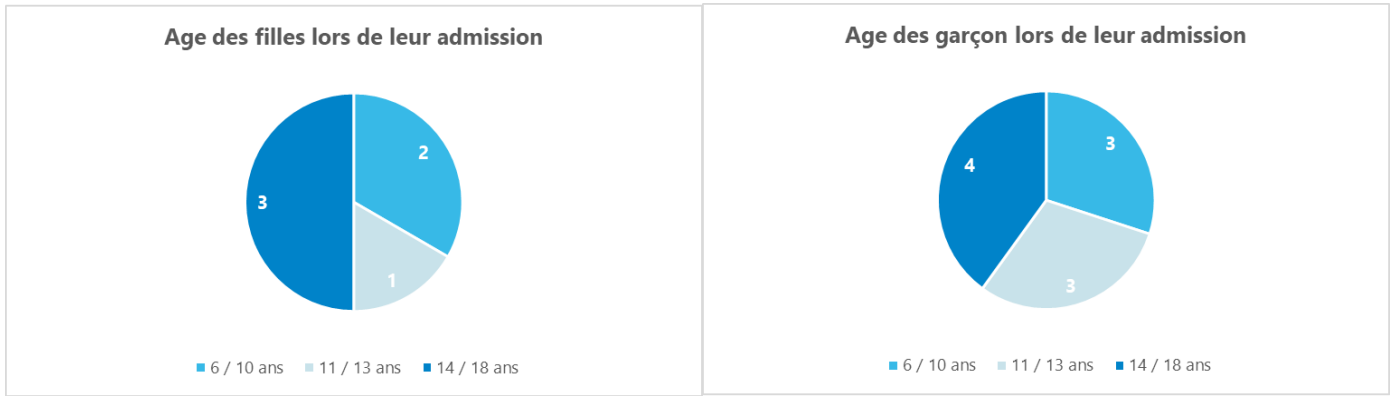 Age des filles lors de leur admission
2
3
1
6 / 10 ans 11 / 13 ans 14 / 18 ans
Age des garçon lors de leur admission
3
4
3
6 / 10 ans 11 / 13 ans 14 / 18 ans